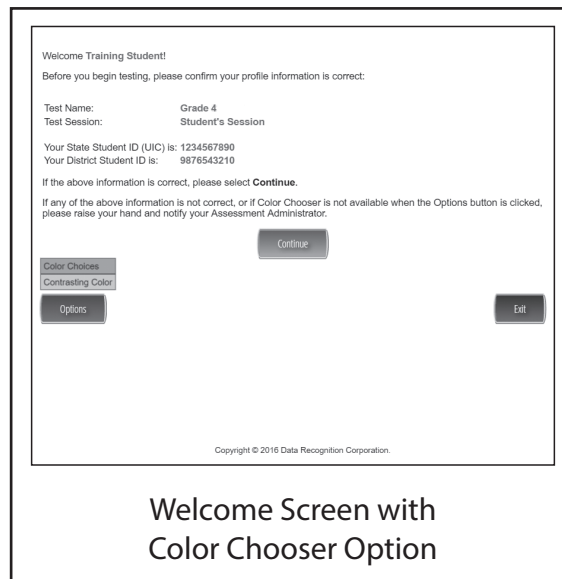 Welcome Training Student!
Before you begin testing, please confirm your profile information is correct:
Test Name: Grade 4
Test Session: Student's Session
Your State Student ID (UIC) is: 1234567890
Your District Student ID is: 9876543210
If the above information is correct, please select Continue.
If any of the above information is not correct, or if Color Chooser is not available when the Options button is clicked,
please raise your hand and notify your Assessment Administrator.
Continue
Color Choices
Contrasting Color
Options Exit
Copyright © 2016 Data Recognition Corporation.
Welcome Screen with
Color Chooser Option